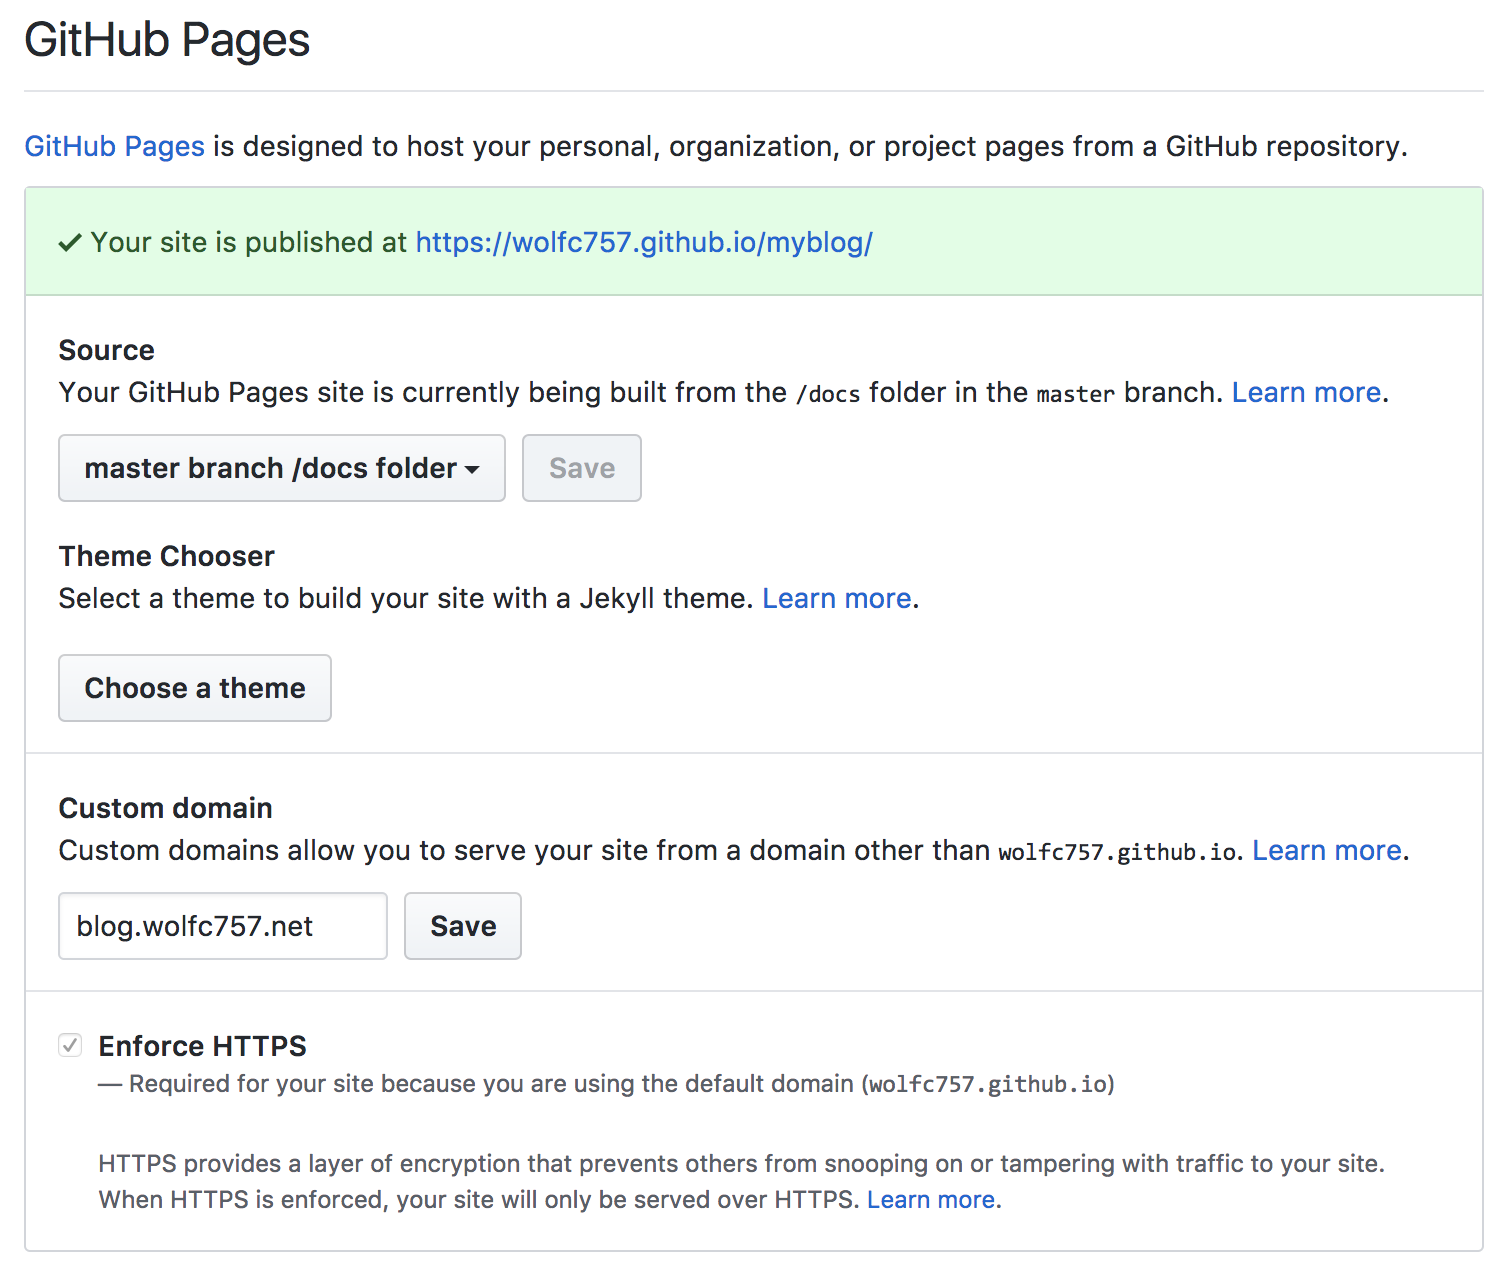 GitHub Pages
GitHub Pages is designed to host your personal, organization, or project pages from a GitHub repository.
Your site is published at https://wolfc757.github.io/myblog/
Source
Your GitHub Pages site is currently being built from the /docs folder in the master branch. Learn more.
master branch /docs folder
Save
Theme Chooser
Select a theme to build your site with a Jekyll theme. Learn more.
Choose a theme
Custom domain
Custom domains allow you to serve your site from a domain other than wolfc757.github.io. Learn more.
blog.wolfc757.net
Save
Enforce HTTPS
— Required for your site because you are using the default domain (wolfc757.github.io)
HTTPS provides a layer of encryption that prevents others from snooping on or tampering with traffic to your site.
When HTTPS is enforced, your site will only be served over HTTPS. Learn more.